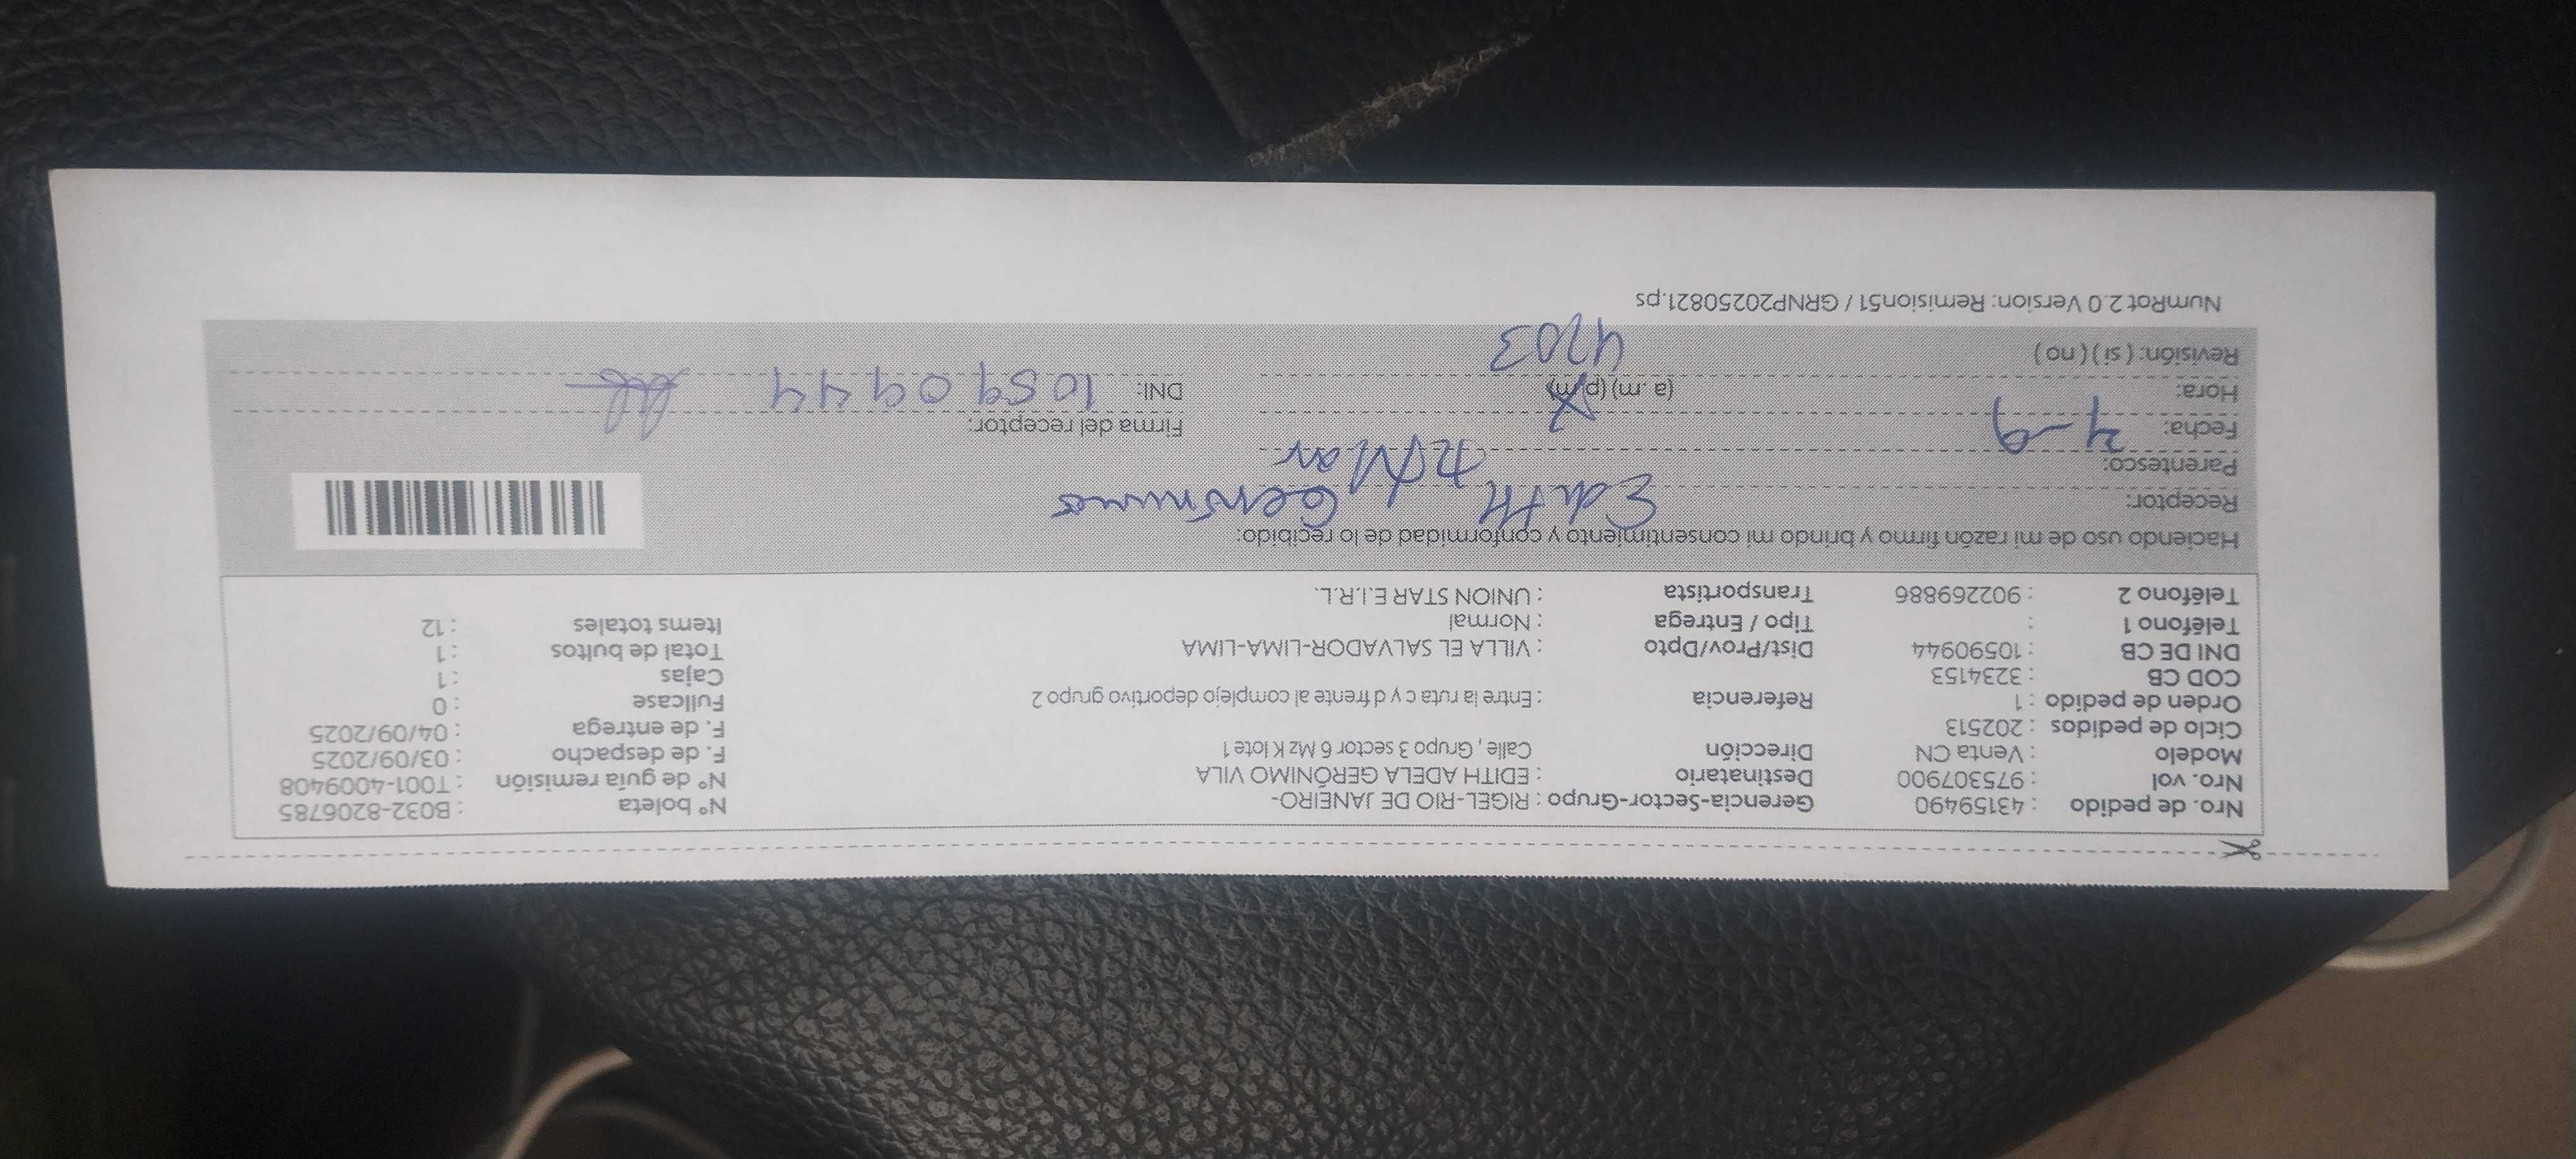 Nro. de pedido : 43159490 Gerencia-Sector-Grupo : RIGEL-RIO DE JANEIRO- N° boleta : B032-8206785
Nro. vol : 975307900 Destinatario : EDITH ADELA GERÓNIMO VILA N° de guía remisión : T001-4009408
Modelo : Venta CN Dirección Calle , Grupo 3 sector 6 Mz K lote 1 F. de despacho : 03/09/2025
Ciclo de pedidos : 202513 F. de entrega : 04/09/2025
Orden de pedido : 1 Referencia : Entre la ruta c y d frente al complejo deportivo grupo 2 Fullcase : 0
COD CB : 3234153 Cajas : 1
DNI DE CB : 10590944 Dist/Prov/Dpto : VILLA EL SALVADOR-LIMA-LIMA Total de bultos : 1
Teléfono 1 : Tipo / Entrega : Normal Items totales : 12
Teléfono 2 : 902269886 Transportista : UNION STAR E.I.R.L.
Haciendo uso de mi razón firmo y brindo mi consentimiento y conformidad de lo recibido:
Receptor: Edith Gerónimo
Parentesco:
Fecha: 4-9 Firma del receptor:
Hora: (a. m) (p. m) DNI: 10590944
Revisión: ( si ) ( no ) 4203
NumRot 2.0 Version: Remision51 / GRNP20250821.ps